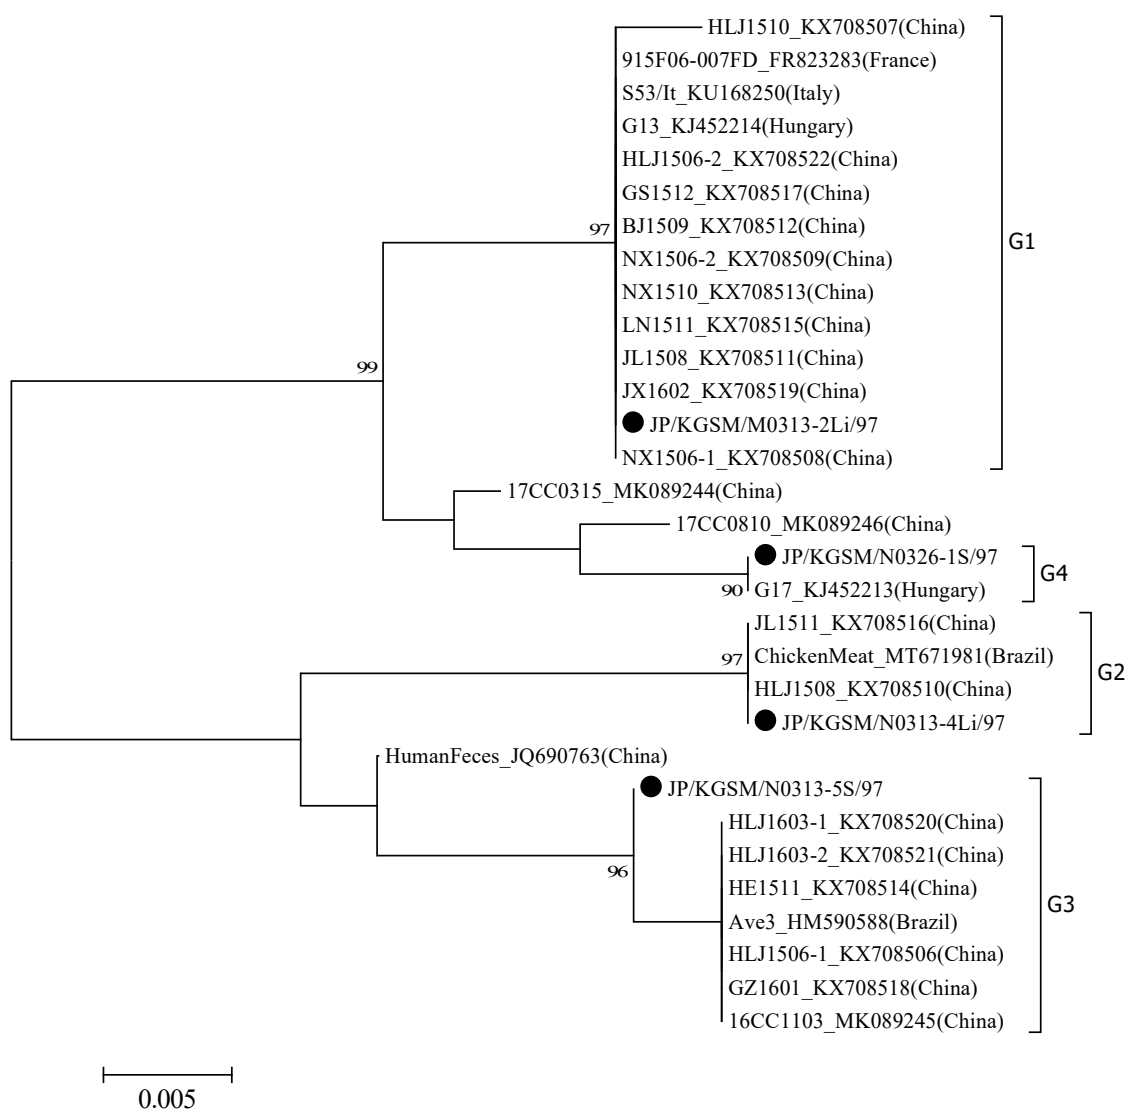 HLJ1510_KX708507(China)
915F06-007FD_FR823283(France)
S53/It_KU168250(Italy)
G13_KJ452214(Hungary)
HLJ1506-2_KX708522(China)
GS1512_KX708517(China)
97
BJ1509_KX708512(China)
G1
NX1506-2_KX708509(China)
NX1510_KX708513(China)
LN1511_KX708515(China)
JL1508_KX708511(China)
99
JX1602_KX708519(China)
JP/KGSM/M0313-2Li/97
NX1506-1_KX708508(China)
17CC0315_MK089244(China)
17CC0810_MK089246(China)
JP/KGSM/N0326-1S/97
G4
90
G17_KJ452213(Hungary)
JL1511_KX708516(China)
97
ChickenMeat_MT671981(Brazil)
G2
HLJ1508_KX708510(China)
JP/KGSM/N0313-4Li/97
HumanFeces_JQ690763(China)
JP/KGSM/N0313-5S/97
HLJ1603-1_KX708520(China)
HLJ1603-2_KX708521(China)
96
HE1511_KX708514(China)
G3
Ave3_HM590588(Brazil)
HLJ1506-1_KX708506(China)
GZ1601_KX708518(China)
16CC1103_MK089245(China)
0.005